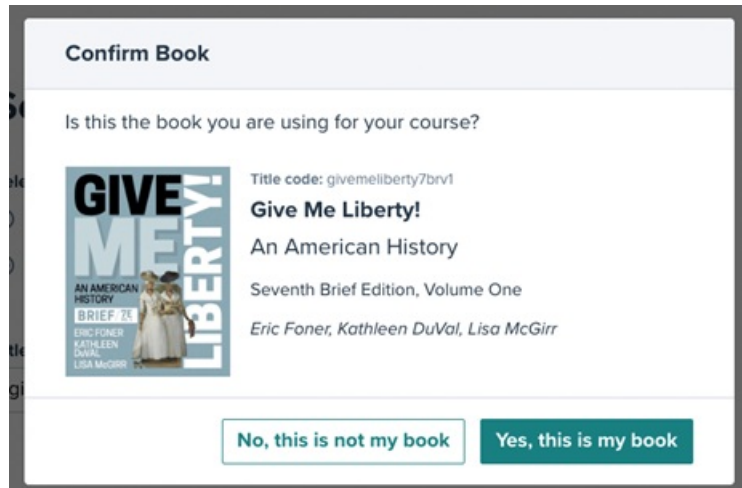 Confirm Book
Is this the book you are using for your course?
GIVE
ME
LIBERTY!
AN AMERICAN
HISTORY
BRIEF 7E
ERIC FONER
KATHLEEN
DuVAL
LISA McGIRR
Title code: givemeliberty7brv1
Give Me Liberty!
An American History
Seventh Brief Edition, Volume One
Eric Foner, Kathleen DuVal, Lisa McGirr
No, this is not my book
Yes, this is my book